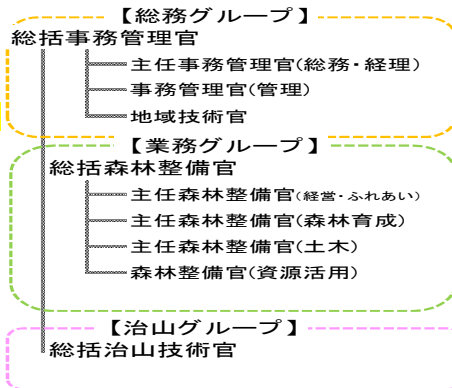 【総務グループ】
総括事務管理官
主任事務管理官(総務・経理)
事務管理官(管理)
地域技術官
【業務グループ】
総括森林整備官
主任森林整備官(経営・ふれあい)
主任森林整備官(森林育成)
主任森林整備官(土木)
森林整備官(資源活用)
【治山グループ】
総括治山技術官